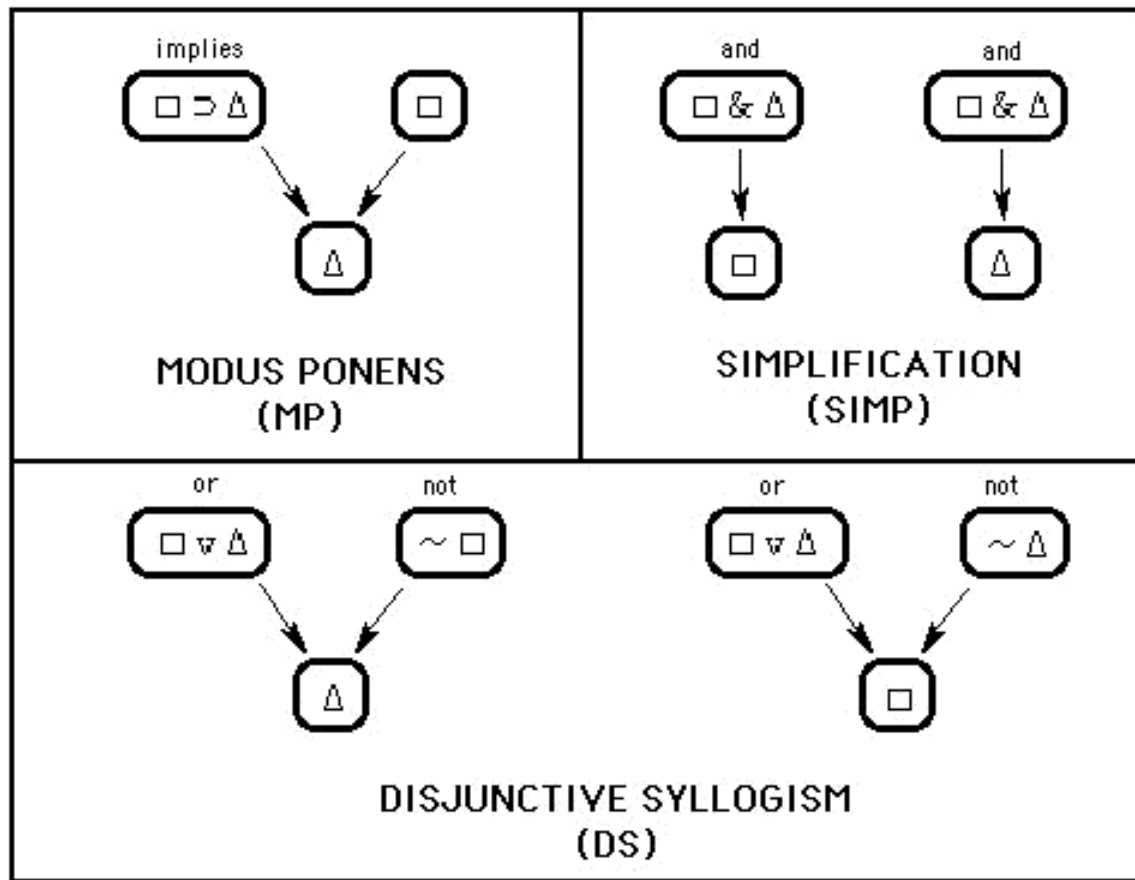 implies
□ ⊃ Δ
□
Δ
MODUS PONENS
(MP)
and
and
□ & Δ
□ & Δ
□
Δ
SIMPLIFICATION
(SIMP)
or
not
or
not
□ v Δ
~ □
□ v Δ
~ Δ
Δ
□
DISJUNCTIVE SYLLOGISM
(DS)